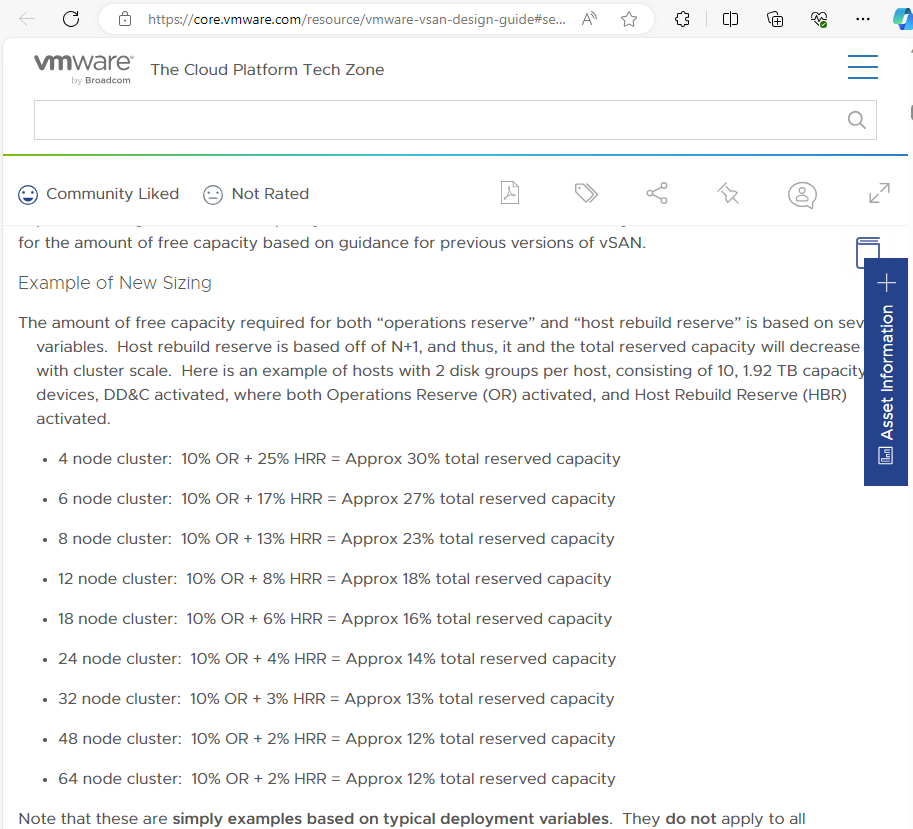 https://core.vmware.com/resource/vmware-vsan-design-guide#se...
vmware®
by Broadcom
The Cloud Platform Tech Zone
Community Liked
Not Rated
for the amount of free capacity based on guidance for previous versions of vSAN.
Example of New Sizing
The amount of free capacity required for both “operations reserve” and “host rebuild reserve” is based on sev
variables. Host rebuild reserve is based off of N+1, and thus, it and the total reserved capacity will decrease
with cluster scale. Here is an example of hosts with 2 disk groups per host, consisting of 10, 1.92 TB capacity
devices, DD&C activated, where both Operations Reserve (OR) activated, and Host Rebuild Reserve (HBR)
activated.
• 4 node cluster: 10% OR + 25% HRR = Approx 30% total reserved capacity
• 6 node cluster: 10% OR + 17% HRR = Approx 27% total reserved capacity
• 8 node cluster: 10% OR + 13% HRR = Approx 23% total reserved capacity
• 12 node cluster: 10% OR + 8% HRR = Approx 18% total reserved capacity
• 18 node cluster: 10% OR + 6% HRR = Approx 16% total reserved capacity
• 24 node cluster: 10% OR + 4% HRR = Approx 14% total reserved capacity
• 32 node cluster: 10% OR + 3% HRR = Approx 13% total reserved capacity
• 48 node cluster: 10% OR + 2% HRR = Approx 12% total reserved capacity
• 64 node cluster: 10% OR + 2% HRR = Approx 12% total reserved capacity
Note that these are simply examples based on typical deployment variables. They do not apply to all
Asset Information